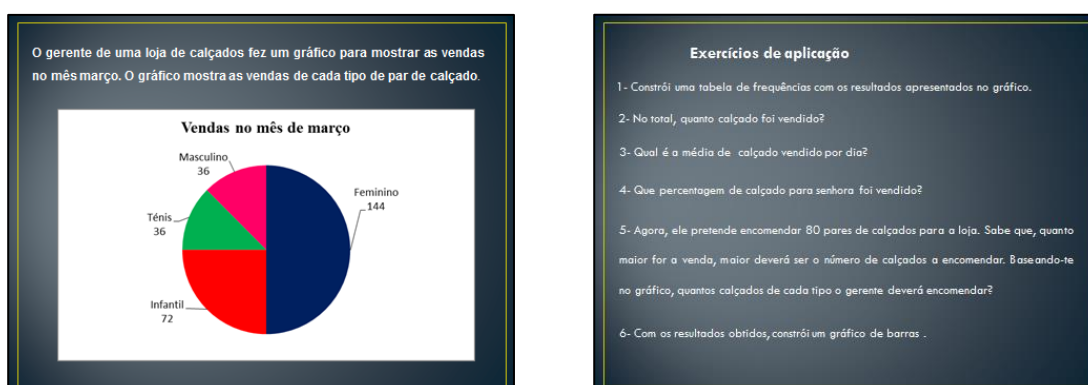 O gerente de uma loja de calçados fez um gráfico para mostrar as vendas
no mês março. O gráfico mostra as vendas de cada tipo de par de calçado.
Vendas no mês de março
Masculino
36
Feminino
144
Ténis
36
Infantil
72
Exercícios de aplicação
1- Constrói uma tabela de frequências com os resultados apresentados no gráfico.
2- No total, quanto calçado foi vendido?
3- Qual é a média de calçado vendido por dia?
4- Que percentagem de calçado para senhora foi vendido?
5- Agora, ele pretende encomendar 80 pares de calçados para a loja. Sabe que, quanto
maior for a venda, maior deverá ser o número de calçados a encomendar. Baseando-te
no gráfico, quantos calçados de cada tipo o gerente deverá encomendar?
6- Com os resultados obtidos, constrói um gráfico de barras .